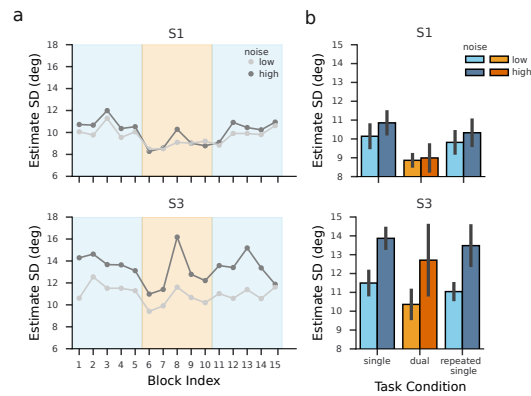 a
S1
Estimate SD (deg)
18
16
14
12
10
8
6
noise
low
high
S3
Estimate SD (deg)
18
16
14
12
10
8
6
1 2 3 4 5 6 7 8 9 10 11 12 13 14 15
Block Index
b
S1
Estimate SD (deg)
15
14
13
12
11
10
9
8
noise
low
high
S3
Estimate SD (deg)
15
14
13
12
11
10
9
8
single dual repeated
single
Task Condition